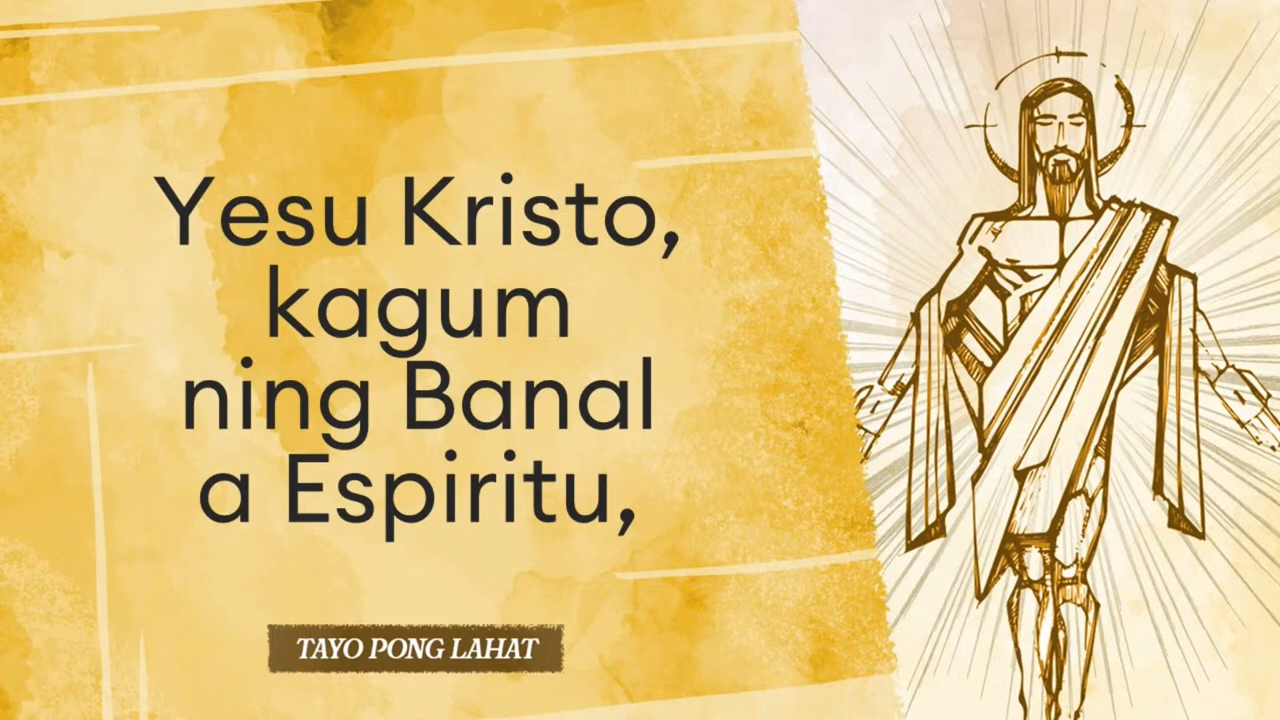 Yesu Kristo,
kagum
ning Banal
a Espiritu,
TAYO PONG LAHAT